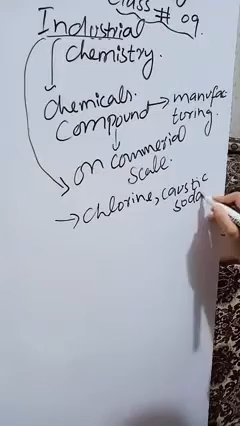 Class # 09.
Industrial
Chemistry.
Chemicals.
Compound → manufac
turing.
on commercial
Scale.
→ Chlorine, caustic
soda